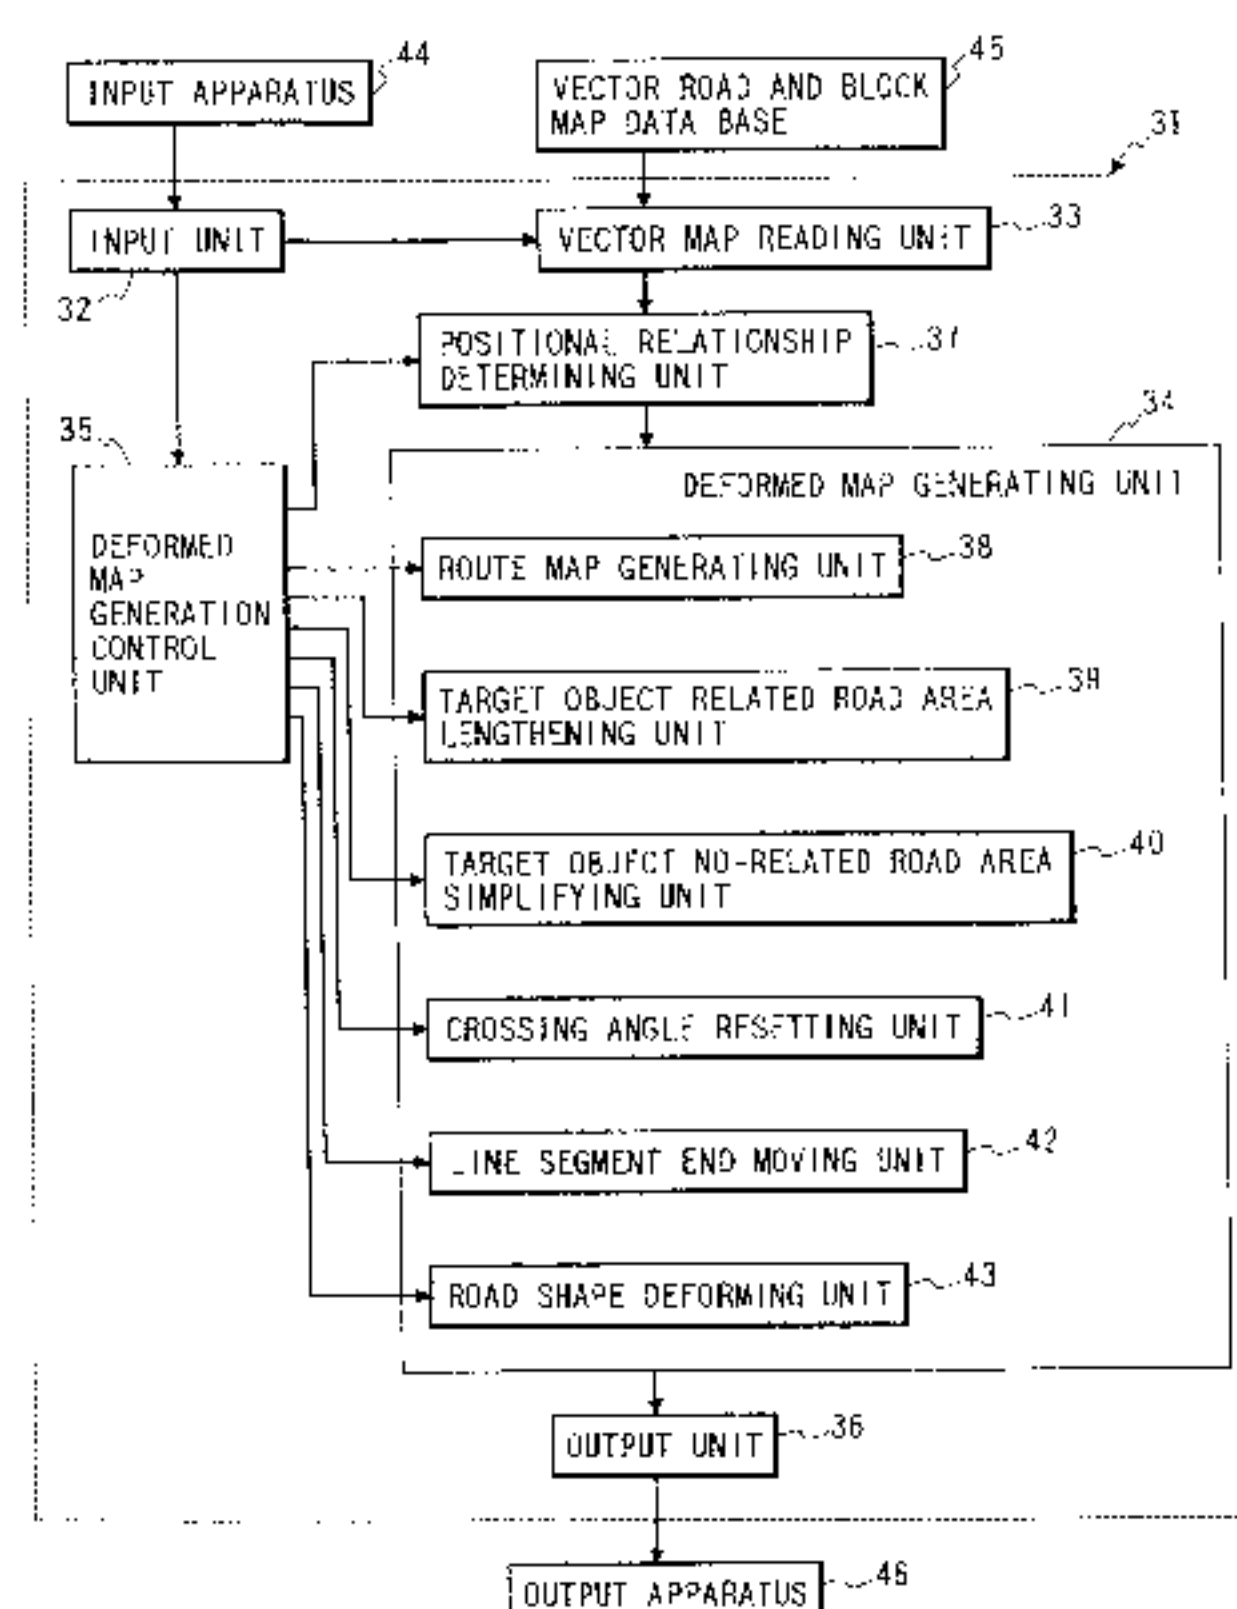 44
INPUT APPARATUS
45
VECTOR ROAD AND BLOCK
MAP DATA BASE
31
INPUT UNIT
32
VECTOR MAP READING UNIT
33
POSITIONAL RELATIONSHIP
DETERMINING UNIT
37
34
DEFORMED MAP GENERATING UNIT
35
DEFORMED
MAP
GENERATION
CONTROL
UNIT
ROUTE MAP GENERATING UNIT
38
TARGET OBJECT RELATED ROAD AREA
LENGTHENING UNIT
39
TARGET OBJECT NO-RELATED ROAD AREA
SIMPLIFYING UNIT
40
CROSSING ANGLE RESETTING UNIT
41
LINE SEGMENT END MOVING UNIT
42
ROAD SHAPE DEFORMING UNIT
43
OUTPUT UNIT
36
OUTPUT APPARATUS
46